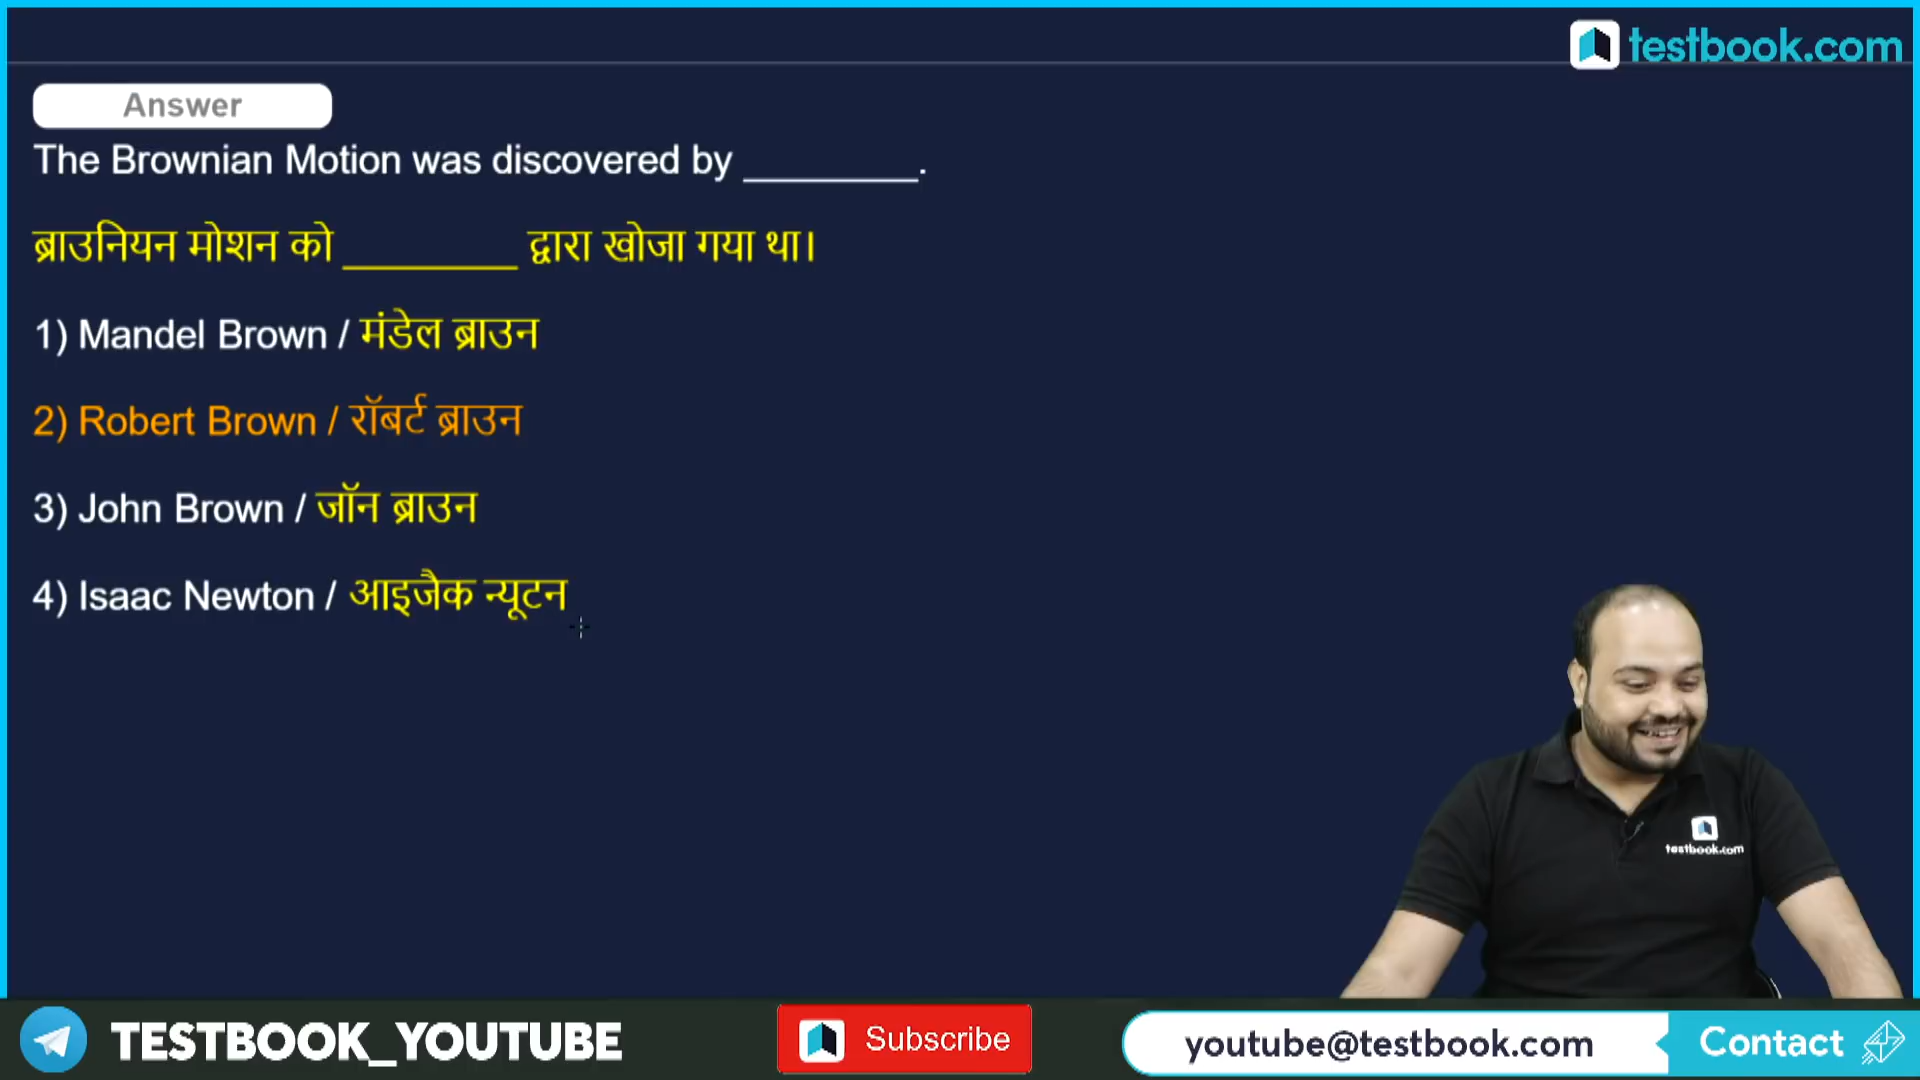 testbook.com
Answer
The Brownian Motion was discovered by ________.
ब्राउनियन मोशन को ________ द्वारा खोजा गया था।
1) Mandel Brown / मंडेल ब्राउन
2) Robert Brown / रॉबर्ट ब्राउन
3) John Brown / जॉन ब्राउन
4) Isaac Newton / आइजैक न्यूटन
testbook.com
TESTBOOK_YOUTUBE
Subscribe
youtube@testbook.com
Contact